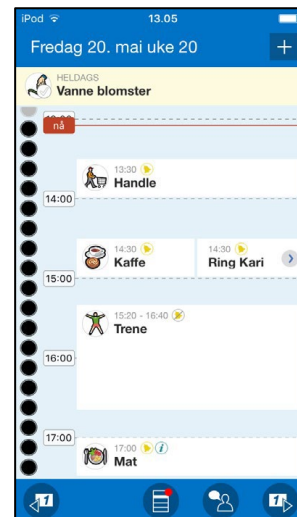 iPod 13.05
Fredag 20. mai uke 20 +
HELDAGS
Vanne blomster
nå
13:30
Handle
14:00
14:30 14:30
Kaffe Ring Kari
15:00
15:20 - 16:40
Trene
16:00
17:00
17:00 i
Mat
1 1